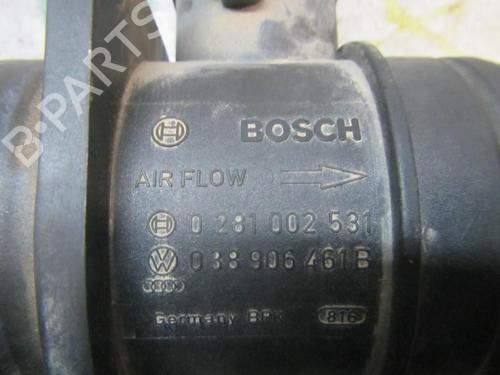 B-PARTS
BOSCH
AIR FLOW
0 281 002 531
038 906 461 B
Germany
816